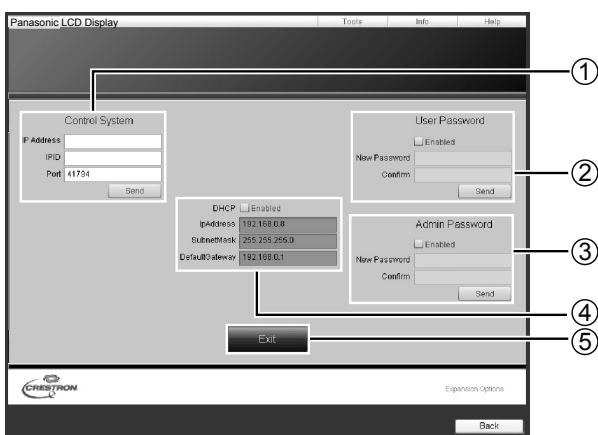 Panasonic LCD Display
Tools Info Help
①
Control System
IP Address
IPID
Port 41794
Send
User Password
Enabled
New Password
Confirm
Send
②
DHCP Enabled
IpAddress 192.168.0.8
SubnetMask 255.255.255.0
DefaultGateway 192.168.0.1
Admin Password
Enabled
New Password
Confirm
Send
③
④
Exit
⑤
CRESTRON
Expansion Options
Back